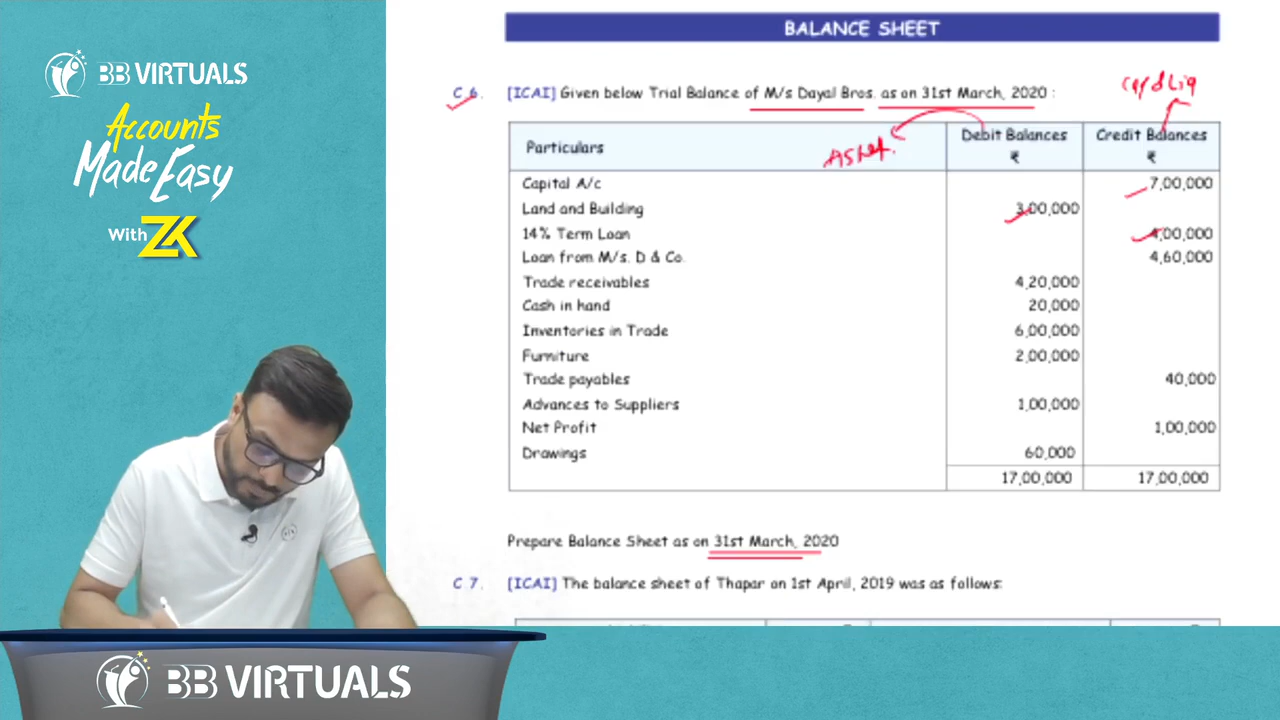 BB VIRTUALS
Accounts
Made Easy
With ZK
BALANCE SHEET
C 6. [ICAI] Given below Trial Balance of M/s Dayal Bros. as on 31st March, 2020 :
Cap/d Liq
Particulars Debit Balances ₹ Credit Balances ₹
Asset.
Capital A/c 7,00,000
Land and Building 3,00,000
14% Term Loan 4,00,000
Loan from M/s. D & Co. 4,60,000
Trade receivables 4,20,000
Cash in hand 20,000
Inventories in Trade 6,00,000
Furniture 2,00,000
Trade payables 40,000
Advances to Suppliers 1,00,000
Net Profit 1,00,000
Drawings 60,000
17,00,000 17,00,000
Prepare Balance Sheet as on 31st March, 2020
C 7. [ICAI] The balance sheet of Thapar on 1st April, 2019 was as follows:
BB VIRTUALS